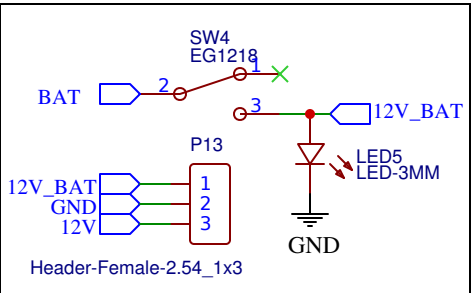 SW4
EG1218
1
BAT
2
3
12V_BAT
P13
LED5
LED-3MM
12V_BAT
1
GND
2
12V
3
GND
Header-Female-2.54_1x3